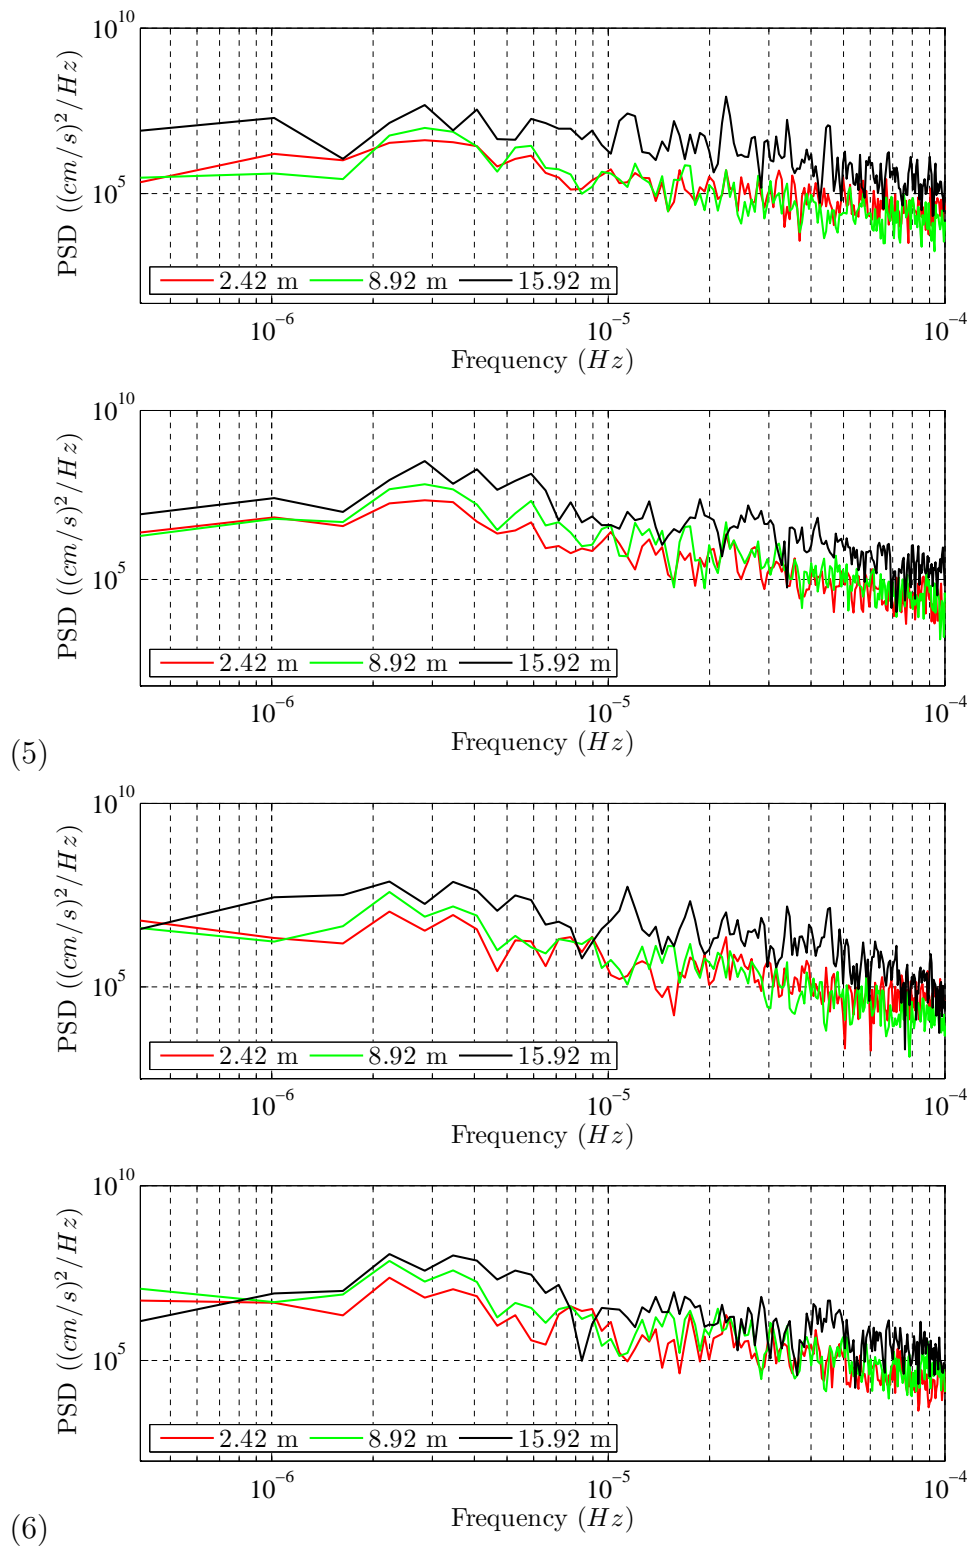 10^10
PSD ((cm/s)^2/Hz)
10^5
2.42 m 8.92 m 15.92 m
10^−6 10^−5 10^−4
Frequency (Hz)
10^10
PSD ((cm/s)^2/Hz)
10^5
2.42 m 8.92 m 15.92 m
10^−6 10^−5 10^−4
Frequency (Hz)
(5)
10^10
PSD ((cm/s)^2/Hz)
10^5
2.42 m 8.92 m 15.92 m
10^−6 10^−5 10^−4
Frequency (Hz)
10^10
PSD ((cm/s)^2/Hz)
10^5
2.42 m 8.92 m 15.92 m
10^−6 10^−5 10^−4
Frequency (Hz)
(6)